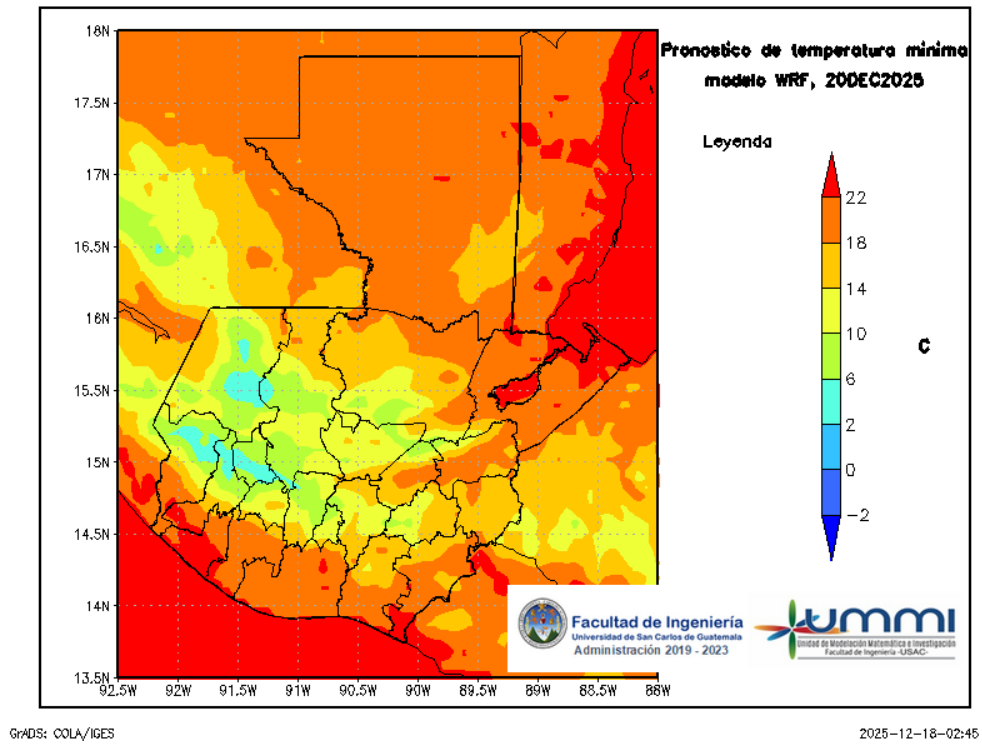 Pronostico de temperatura minima
modelo WRF, 20DEC2025
Leyenda
22
18
14
10
6
2
0
−2
C
18N
17.5N
17N
16.5N
16N
15.5N
15N
14.5N
14N
13.5N
92.5W
92W
91.5W
91W
90.5W
90W
89.5W
89W
88.5W
88W
Facultad de Ingeniería
Universidad de San Carlos de Guatemala
Administración 2019 - 2023
ummi
Unidad de Modelación Matemática e Investigación
Facultad de Ingeniería -USAC-
GrADS: COLA/IGES
2025−12−18−02:45